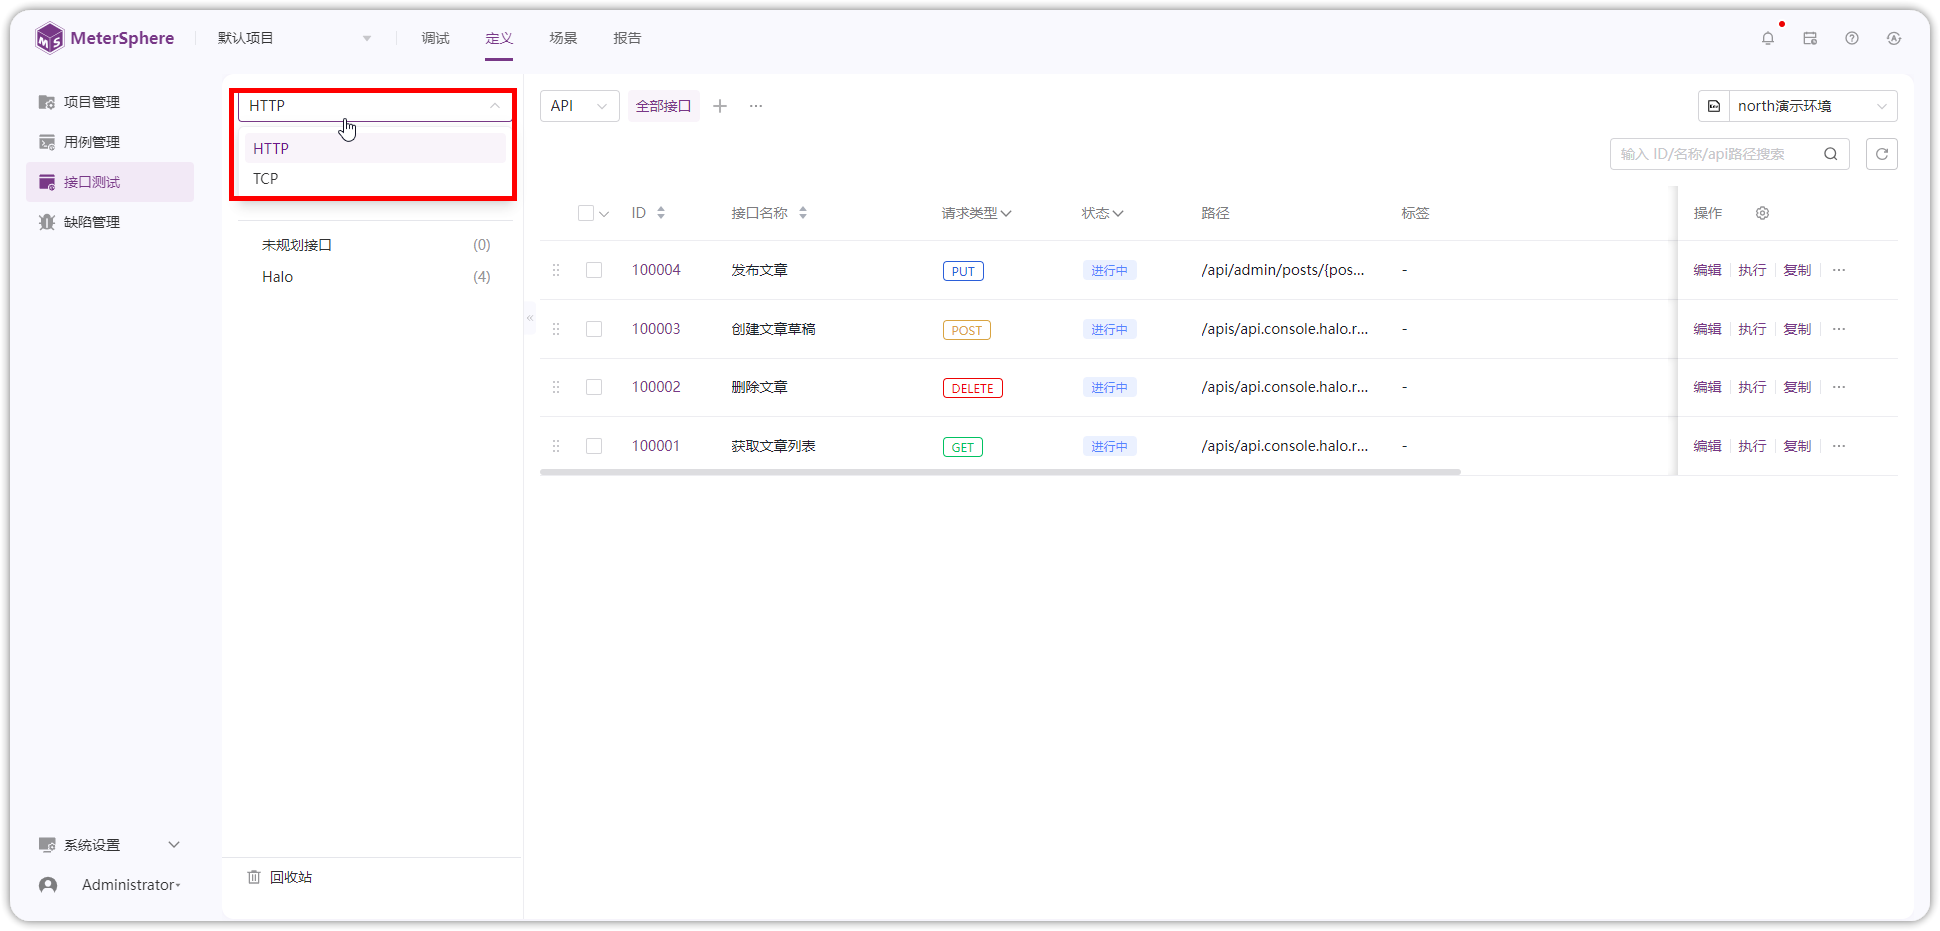 MeterSphere
默认项目
调试
定义
场景
报告
项目管理
用例管理
接口测试
缺陷管理
HTTP
HTTP
TCP
未规划接口 (0)
Halo (4)
API
全部接口
north演示环境
输入 ID/名称/api路径搜索
ID 接口名称 请求类型 状态 路径 标签 操作
100004 发布文章 PUT 进行中 /api/admin/posts/{pos... - 编辑 执行 复制 ...
100003 创建文章草稿 POST 进行中 /apis/api.console.halo.r... - 编辑 执行 复制 ...
100002 删除文章 DELETE 进行中 /apis/api.console.halo.r... - 编辑 执行 复制 ...
100001 获取文章列表 GET 进行中 /apis/api.console.halo.r... - 编辑 执行 复制 ...
系统设置
Administrator
回收站